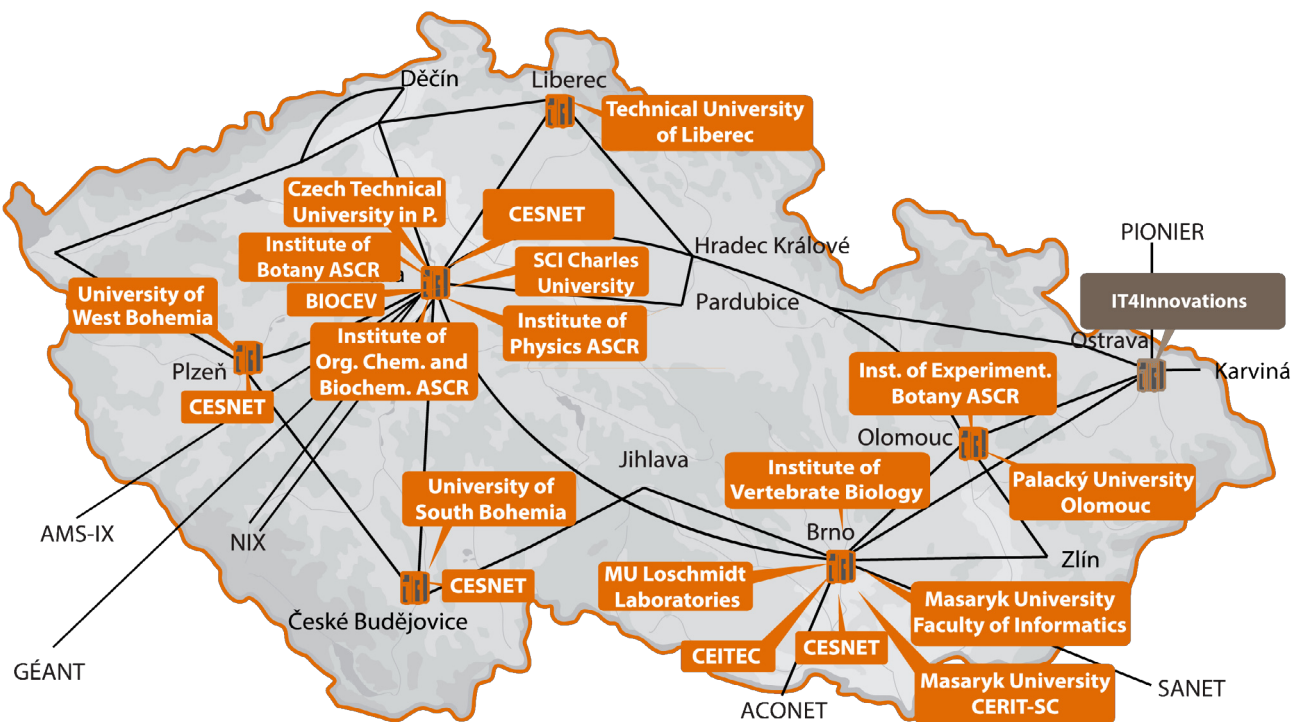 Děčín
Liberec
Technical University
of Liberec
Czech Technical
University in P.
CESNET
Institute of
Botany ASCR
a
SCI Charles
University
Hradec Králové
PIONIER
BIOCEV
University of
West Bohemia
Institute of
Physics ASCR
Pardubice
IT4Innovations
Ostrava
Institute of
Org. Chem. and
Biochem. ASCR
Plzeň
CESNET
Inst. of Experiment.
Botany ASCR
Karviná
Olomouc
Jihlava
Institute of
Vertebrate Biology
Palacký University
Olomouc
University of
South Bohemia
AMS-IX
NIX
Brno
Zlín
CESNET
MU Loschmidt
Laboratories
Masaryk University
Faculty of Informatics
České Budějovice
CEITEC
CESNET
GÉANT
Masaryk University
CERIT-SC
SANET
ACONET